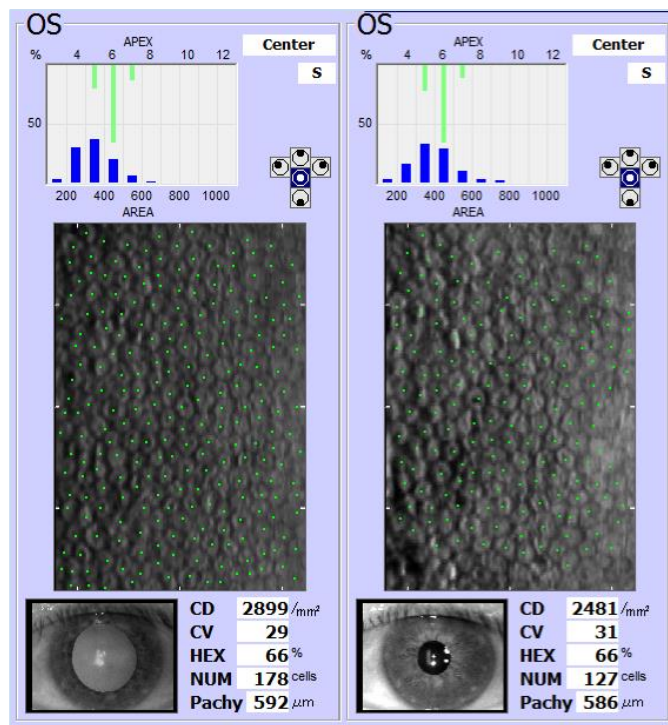 OS
APEX
% 4 6 8 10 12
Center
S
50
200 400 600 800 1000
AREA
CD 2899 /mm²
CV 29
HEX 66 %
NUM 178 cells
Pachy 592 μm
OS
APEX
% 4 6 8 10 12
Center
S
50
200 400 600 800 1000
AREA
CD 2481 /mm²
CV 31
HEX 66 %
NUM 127 cells
Pachy 586 μm